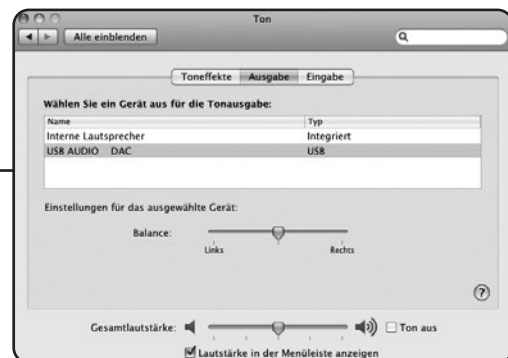 Ton
Alle einblenden
Toneffekte Ausgabe Eingabe
Wählen Sie ein Gerät aus für die Tonausgabe:
Name Typ
Interne Lautsprecher Integriert
USB AUDIO DAC USB
Einstellungen für das ausgewählte Gerät:
Balance:
Links Rechts
?
Gesamtlautstärke: Ton aus
Lautstärke in der Menüleiste anzeigen